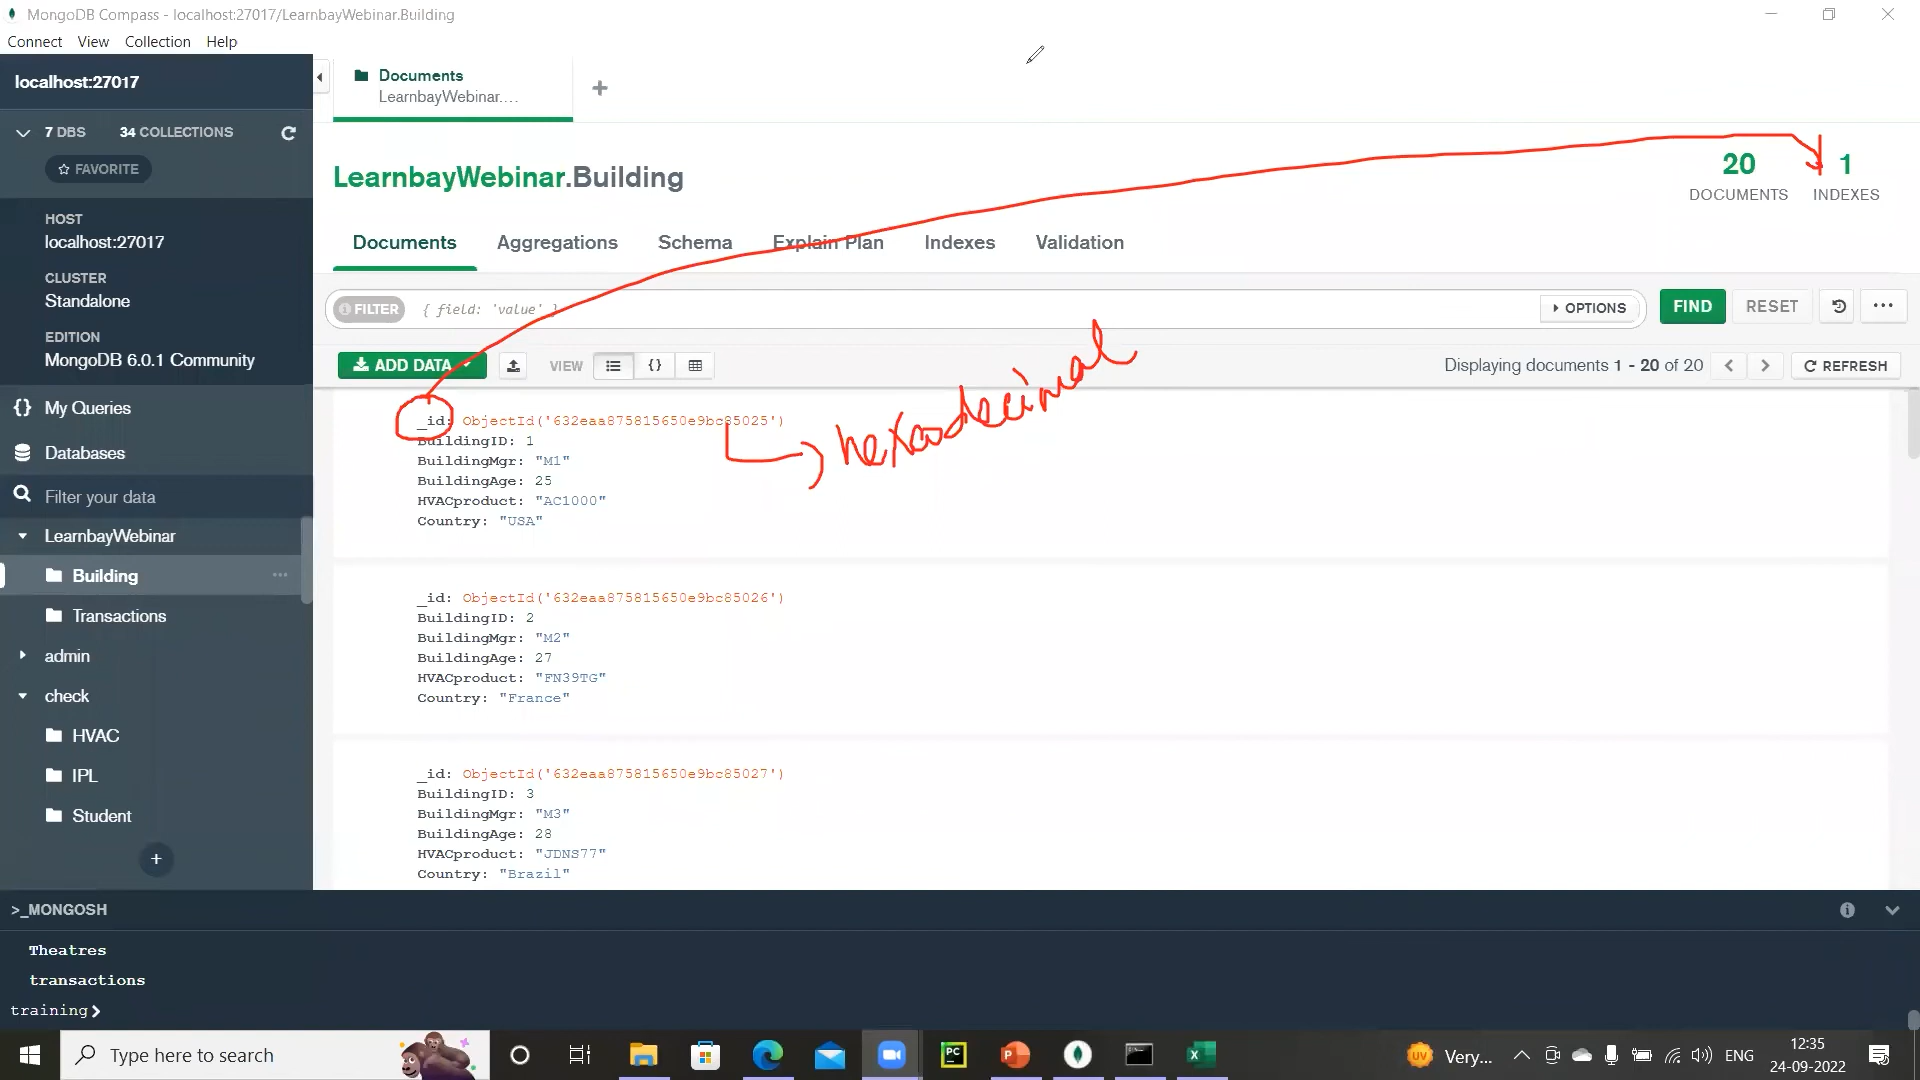 MongoDB Compass - localhost:27017/LearnbayWebinar.Building
Connect View Collection Help
localhost:27017
7 DBS 34 COLLECTIONS
FAVORITE
HOST
localhost:27017
CLUSTER
Standalone
EDITION
MongoDB 6.0.1 Community
{} My Queries
Databases
Filter your data
LearnbayWebinar
Building ...
Transactions
admin
check
HVAC
IPL
Student
+
Documents
LearnbayWebinar....
+
LearnbayWebinar.Building
20 DOCUMENTS
1 INDEXES
Documents Aggregations Schema Explain Plan Indexes Validation
FILTER { field: 'value' } OPTIONS FIND RESET ...
ADD DATA VIEW {} Displaying documents 1 - 20 of 20 < > REFRESH
_id: ObjectId('632eaa875815650e9bc85025')
BuildingID: 1
BuildingMgr: "M1"
BuildingAge: 25
HVACproduct: "AC1000"
Country: "USA"
hexadecimal
_id: ObjectId('632eaa875815650e9bc85026')
BuildingID: 2
BuildingMgr: "M2"
BuildingAge: 27
HVACproduct: "FN39TG"
Country: "France"
_id: ObjectId('632eaa875815650e9bc85027')
BuildingID: 3
BuildingMgr: "M3"
BuildingAge: 28
HVACproduct: "JDNS77"
Country: "Brazil"
>_MONGOSH
Theatres
transactions
training>
Type here to search
PC
UV Very... ENG
12:35
24-09-2022